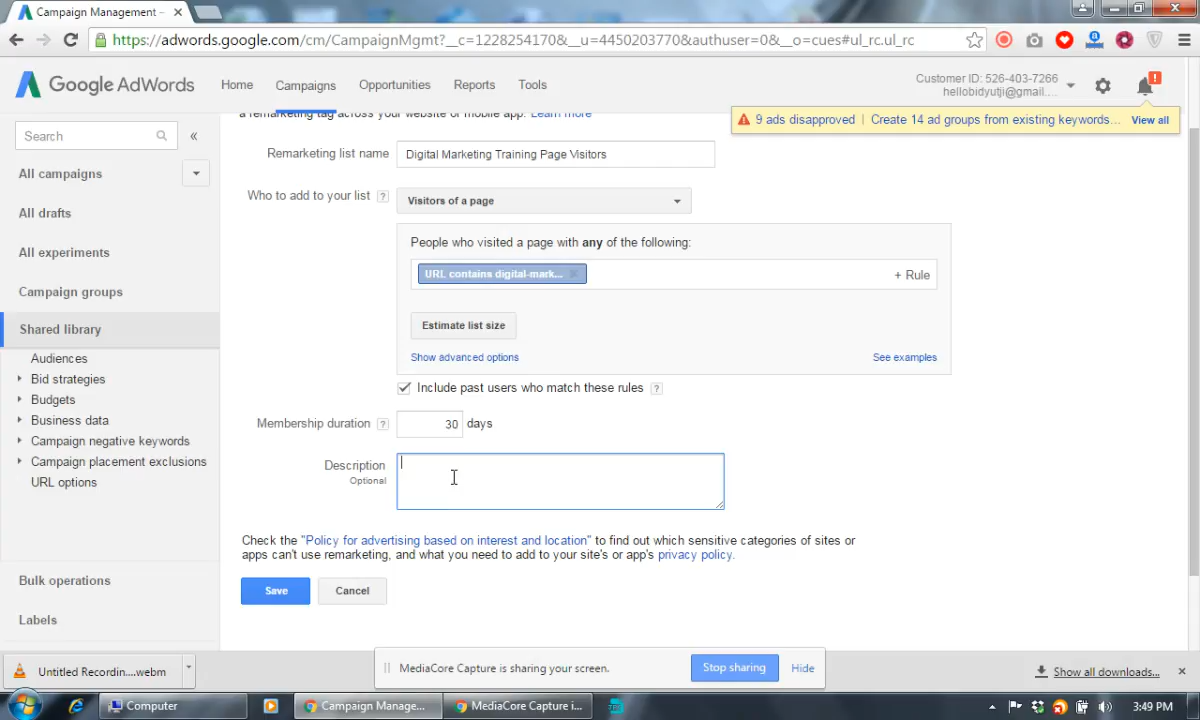 Campaign Management –
https://adwords.google.com/cm/CampaignMgmt?__c=1228254170&__u=4450203770&authuser=0&__o=cues#ul_rc.ul_rc
Google AdWords
Home
Campaigns
Opportunities
Reports
Tools
Customer ID: 526-403-7266
hellobidyutji@gmail....
9 ads disapproved | Create 14 ad groups from existing keywords... View all
a remarketing tag across your website or mobile app. Learn more
Search
«
All campaigns
All drafts
All experiments
Campaign groups
Shared library
Audiences
Bid strategies
Budgets
Business data
Campaign negative keywords
Campaign placement exclusions
URL options
Bulk operations
Labels
Remarketing list name
Digital Marketing Training Page Visitors
Who to add to your list ?
Visitors of a page
People who visited a page with any of the following:
URL contains digital-mark... ×
+ Rule
Estimate list size
Show advanced options
See examples
Include past users who match these rules ?
Membership duration ? 30 days
Description
Optional
Check the "Policy for advertising based on interest and location" to find out which sensitive categories of sites or
apps can't use remarketing, and what you need to add to your site's or app's privacy policy.
Save
Cancel
Untitled Recordin....webm
MediaCore Capture is sharing your screen.
Stop sharing
Hide
Show all downloads...
Computer
Campaign Manage...
MediaCore Capture i...
3:49 PM